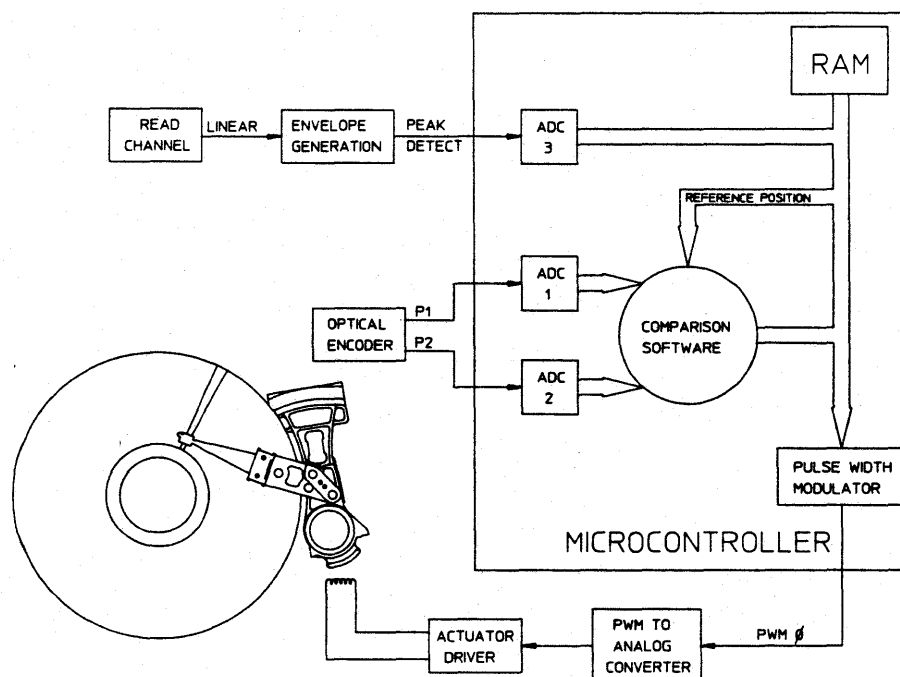 RAM
READ
CHANNEL
LINEAR
ENVELOPE
GENERATION
PEAK
DETECT
ADC
3
REFERENCE POSITION
ADC
1
OPTICAL
ENCODER
P1
P2
COMPARISON
SOFTWARE
ADC
2
PULSE WIDTH
MODULATOR
MICROCONTROLLER
ACTUATOR
DRIVER
PWM TO
ANALOG
CONVERTER
PWM Ø